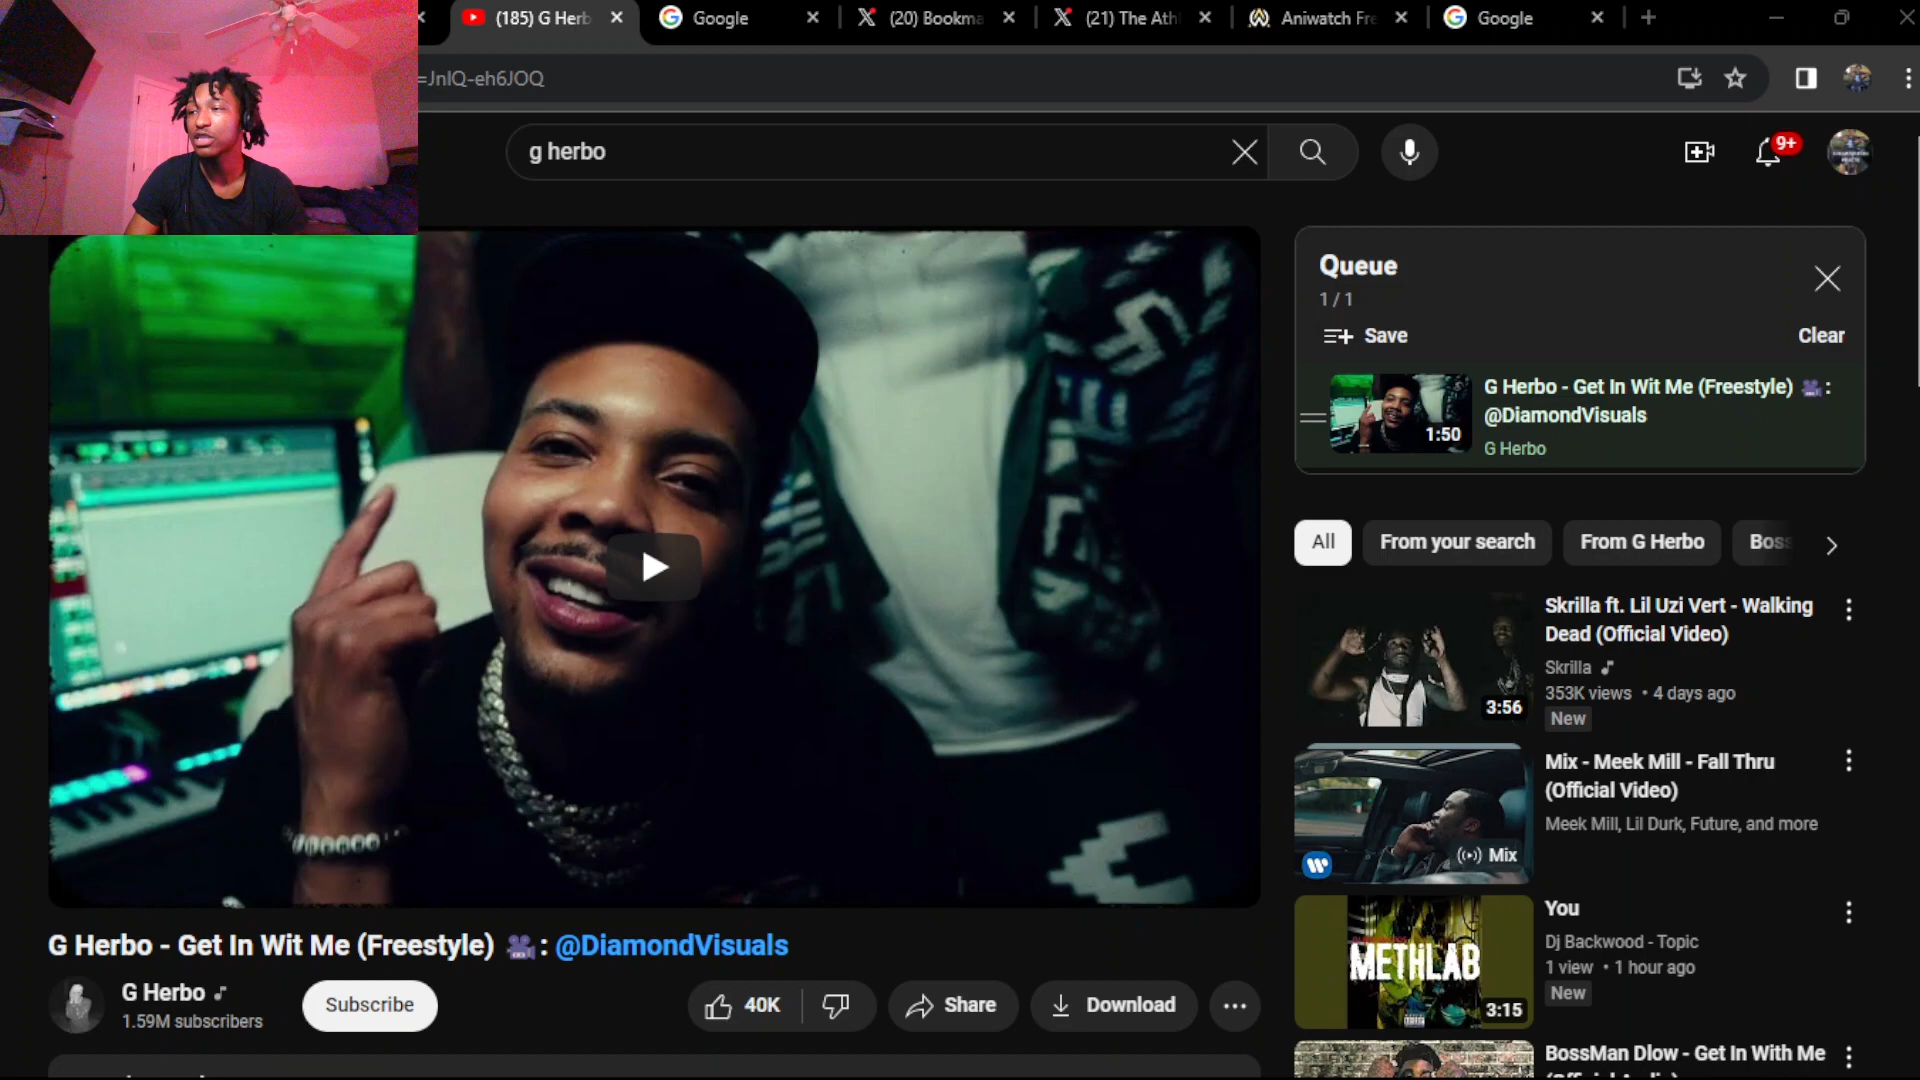 (185) G Herb
Google
(20) Bookma
(21) The Ath
Aniwatch Fre
Google
=JnIQ-eh6JOQ
g herbo
9+
Queue
1 / 1
Save
Clear
G Herbo - Get In Wit Me (Freestyle) 🎥:
@DiamondVisuals
G Herbo
1:50
All
From your search
From G Herbo
Boss
Skrilla ft. Lil Uzi Vert - Walking
Dead (Official Video)
Skrilla
353K views • 4 days ago
New
3:56
Mix - Meek Mill - Fall Thru
(Official Video)
Meek Mill, Lil Durk, Future, and more
Mix
You
Dj Backwood - Topic
1 view • 1 hour ago
New
METHLAB
3:15
BossMan Dlow - Get In With Me
G Herbo - Get In Wit Me (Freestyle) 🎥: @DiamondVisuals
G Herbo
1.59M subscribers
Subscribe
40K
Share
Download